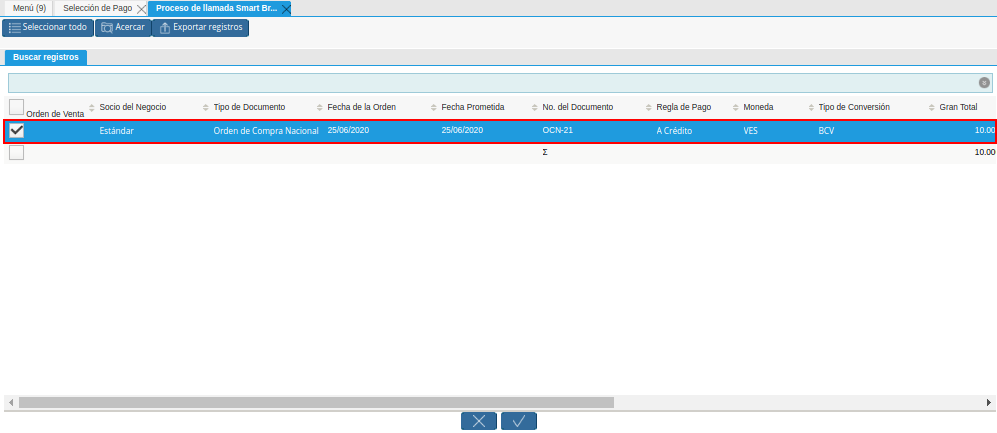 Menú (9) Selección de Pago Proceso de llamada Smart Br...
Seleccionar todo Acercar Exportar registros
Buscar registros
Orden de Venta Socio del Negocio Tipo de Documento Fecha de la Orden Fecha Prometida No. del Documento Regla de Pago Moneda Tipo de Conversión Gran Total
Estándar Orden de Compra Nacional 25/06/2020 25/06/2020 OCN-21 A Crédito VES BCV 10.00
Σ 10.00